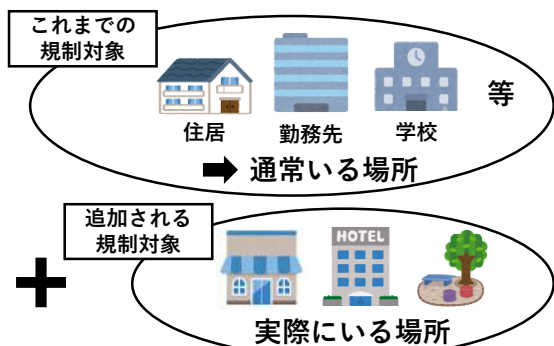 これまでの
規制対象
住居
勤務先
学校
等
➡ 通常いる場所
追加される
規制対象
+
HOTEL
実際にいる場所